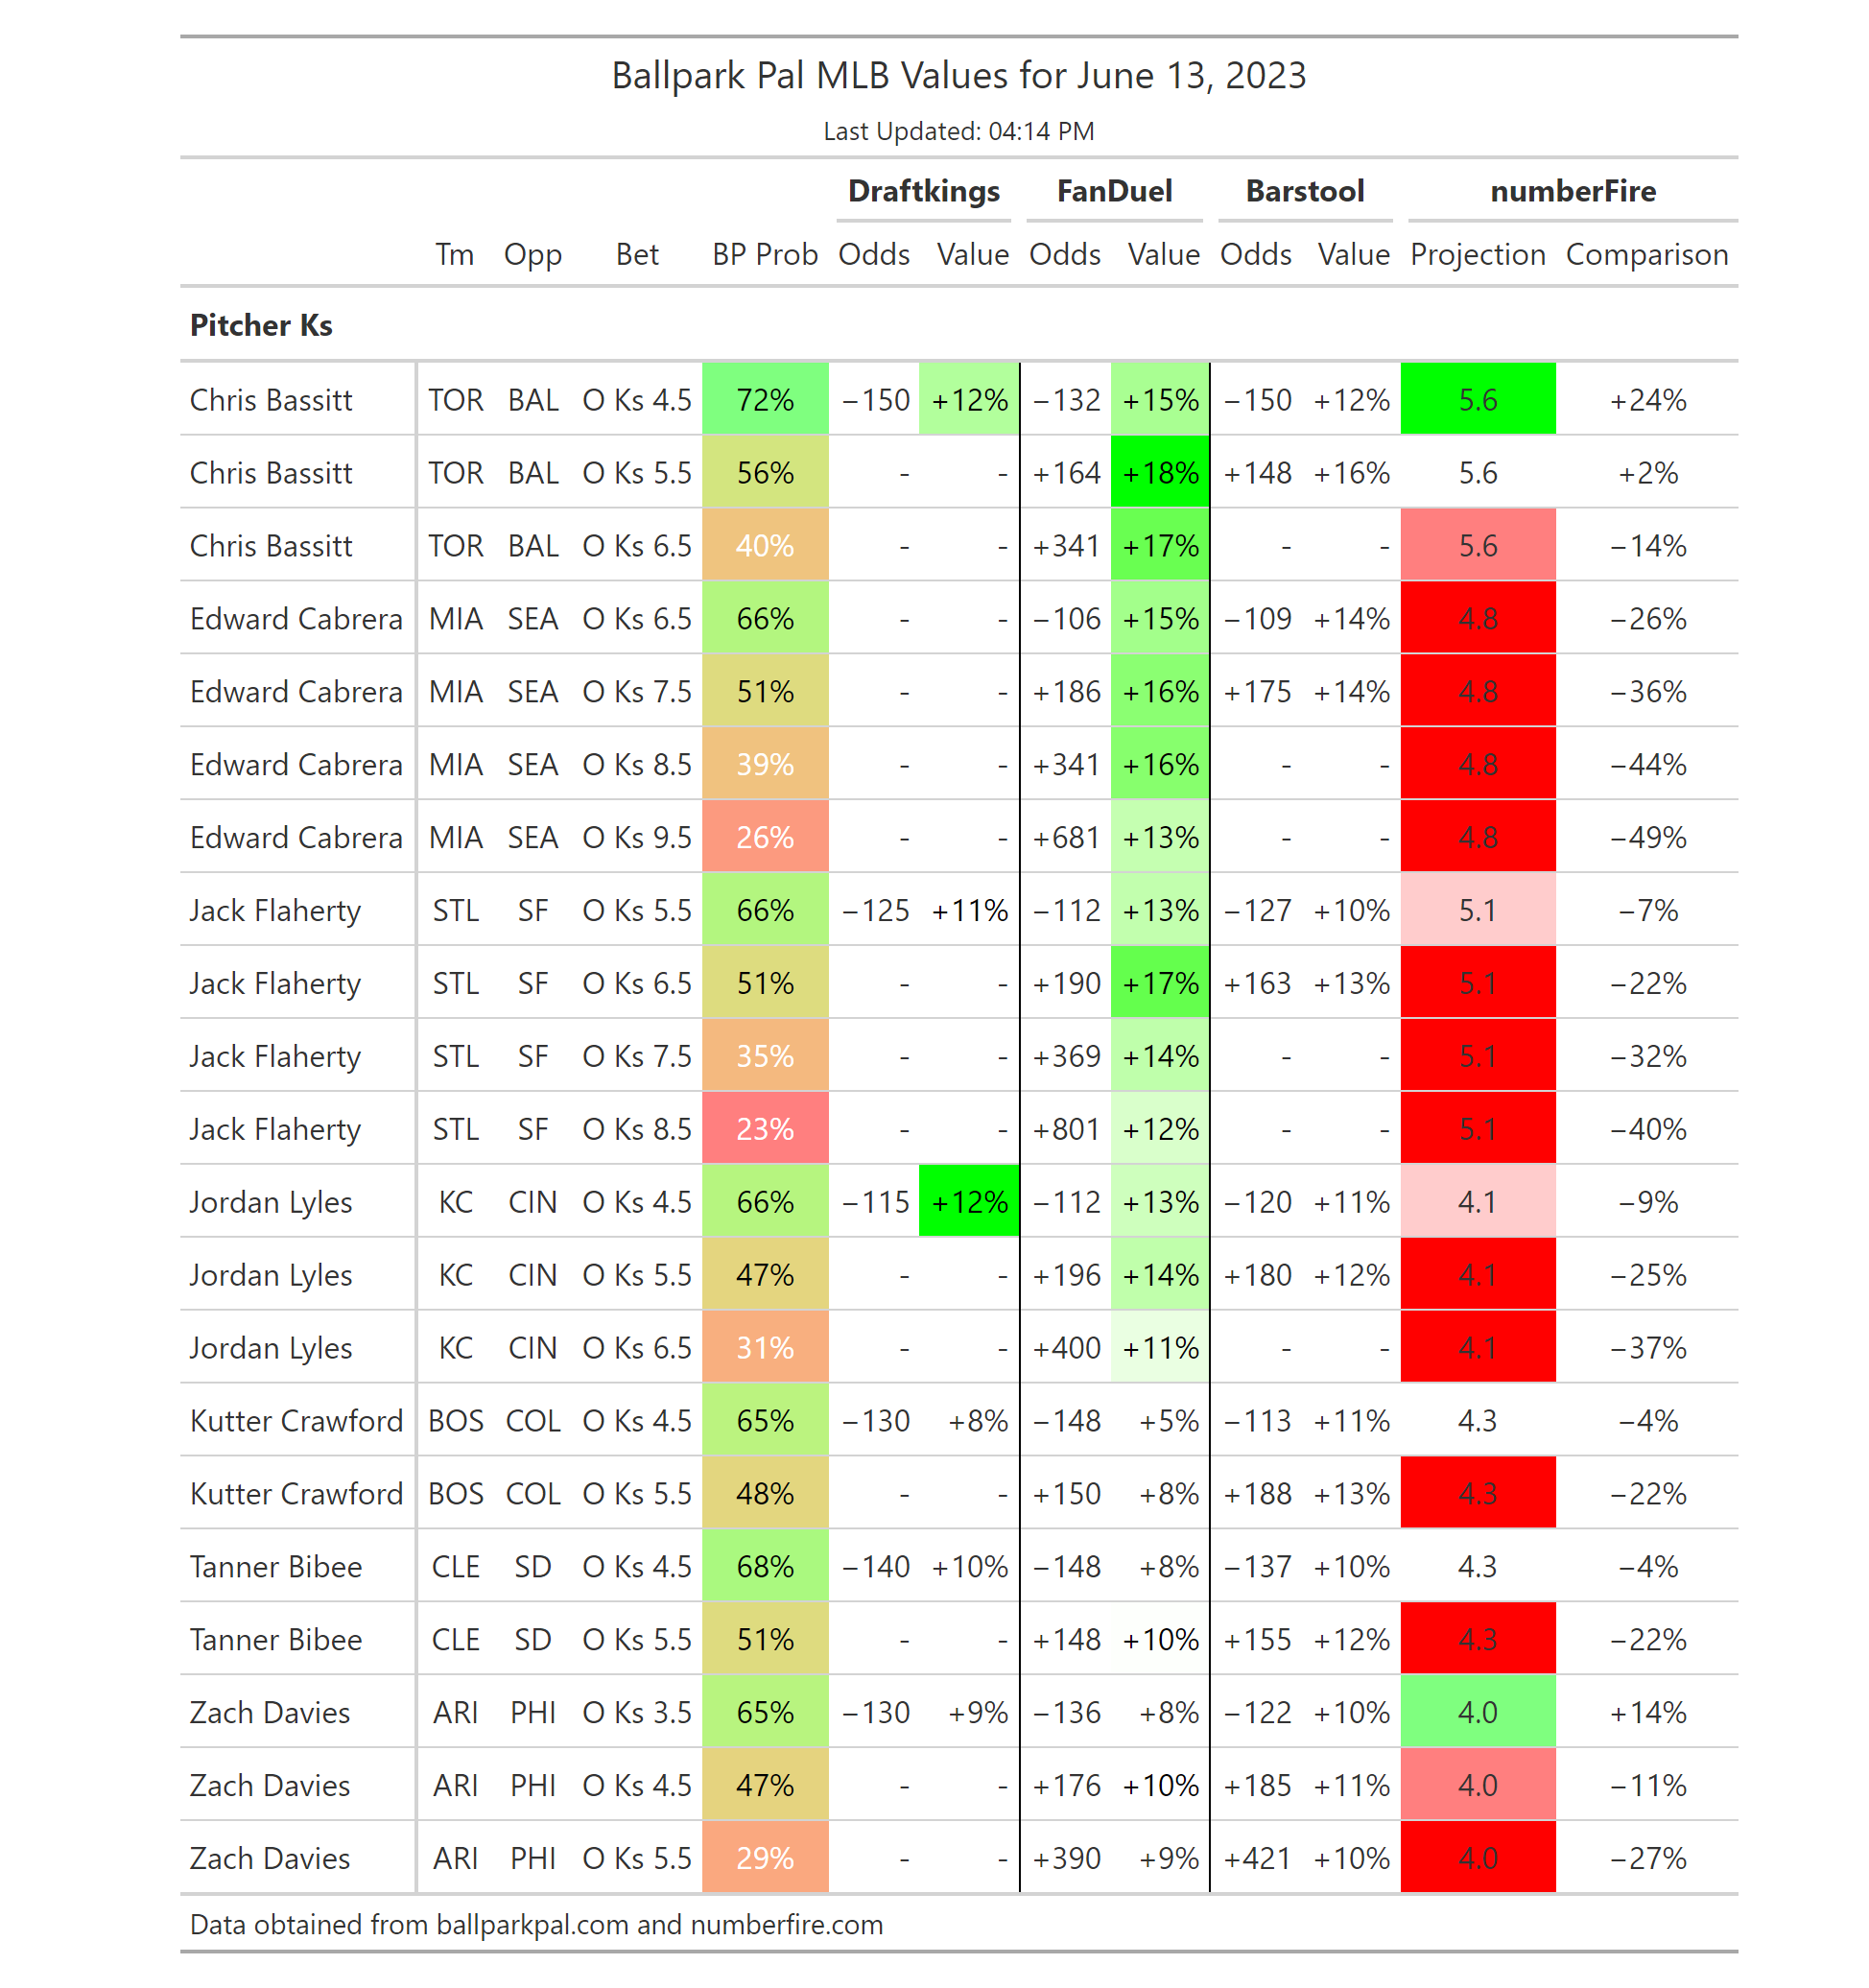 Ballpark Pal MLB Values for June 13, 2023
Last Updated: 04:14 PM
Draftkings FanDuel Barstool numberFire
Tm Opp Bet BP Prob Odds Value Odds Value Odds Value Projection Comparison
Pitcher Ks
Chris Bassitt TOR BAL O Ks 4.5 72% −150 +12% −132 +15% −150 +12% 5.6 +24%
Chris Bassitt TOR BAL O Ks 5.5 56% - - +164 +18% +148 +16% 5.6 +2%
Chris Bassitt TOR BAL O Ks 6.5 40% - - +341 +17% - - 5.6 −14%
Edward Cabrera MIA SEA O Ks 6.5 66% - - −106 +15% −109 +14% 4.8 −26%
Edward Cabrera MIA SEA O Ks 7.5 51% - - +186 +16% +175 +14% 4.8 −36%
Edward Cabrera MIA SEA O Ks 8.5 39% - - +341 +16% - - 4.8 −44%
Edward Cabrera MIA SEA O Ks 9.5 26% - - +681 +13% - - 4.8 −49%
Jack Flaherty STL SF O Ks 5.5 66% −125 +11% −112 +13% −127 +10% 5.1 −7%
Jack Flaherty STL SF O Ks 6.5 51% - - +190 +17% +163 +13% 5.1 −22%
Jack Flaherty STL SF O Ks 7.5 35% - - +369 +14% - - 5.1 −32%
Jack Flaherty STL SF O Ks 8.5 23% - - +801 +12% - - 5.1 −40%
Jordan Lyles KC CIN O Ks 4.5 66% −115 +12% −112 +13% −120 +11% 4.1 −9%
Jordan Lyles KC CIN O Ks 5.5 47% - - +196 +14% +180 +12% 4.1 −25%
Jordan Lyles KC CIN O Ks 6.5 31% - - +400 +11% - - 4.1 −37%
Kutter Crawford BOS COL O Ks 4.5 65% −130 +8% −148 +5% −113 +11% 4.3 −4%
Kutter Crawford BOS COL O Ks 5.5 48% - - +150 +8% +188 +13% 4.3 −22%
Tanner Bibee CLE SD O Ks 4.5 68% −140 +10% −148 +8% −137 +10% 4.3 −4%
Tanner Bibee CLE SD O Ks 5.5 51% - - +148 +10% +155 +12% 4.3 −22%
Zach Davies ARI PHI O Ks 3.5 65% −130 +9% −136 +8% −122 +10% 4.0 +14%
Zach Davies ARI PHI O Ks 4.5 47% - - +176 +10% +185 +11% 4.0 −11%
Zach Davies ARI PHI O Ks 5.5 29% - - +390 +9% +421 +10% 4.0 −27%
Data obtained from ballparkpal.com and numberfire.com